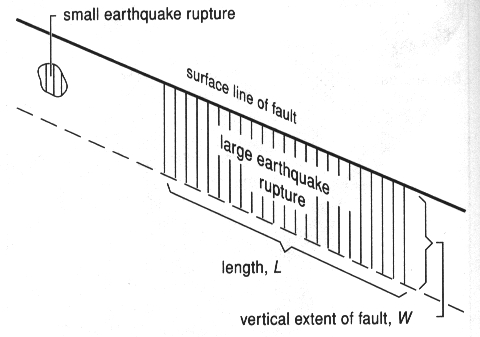 small earthquake rupture
surface line of fault
large earthquake
rupture
length, L
vertical extent of fault, W